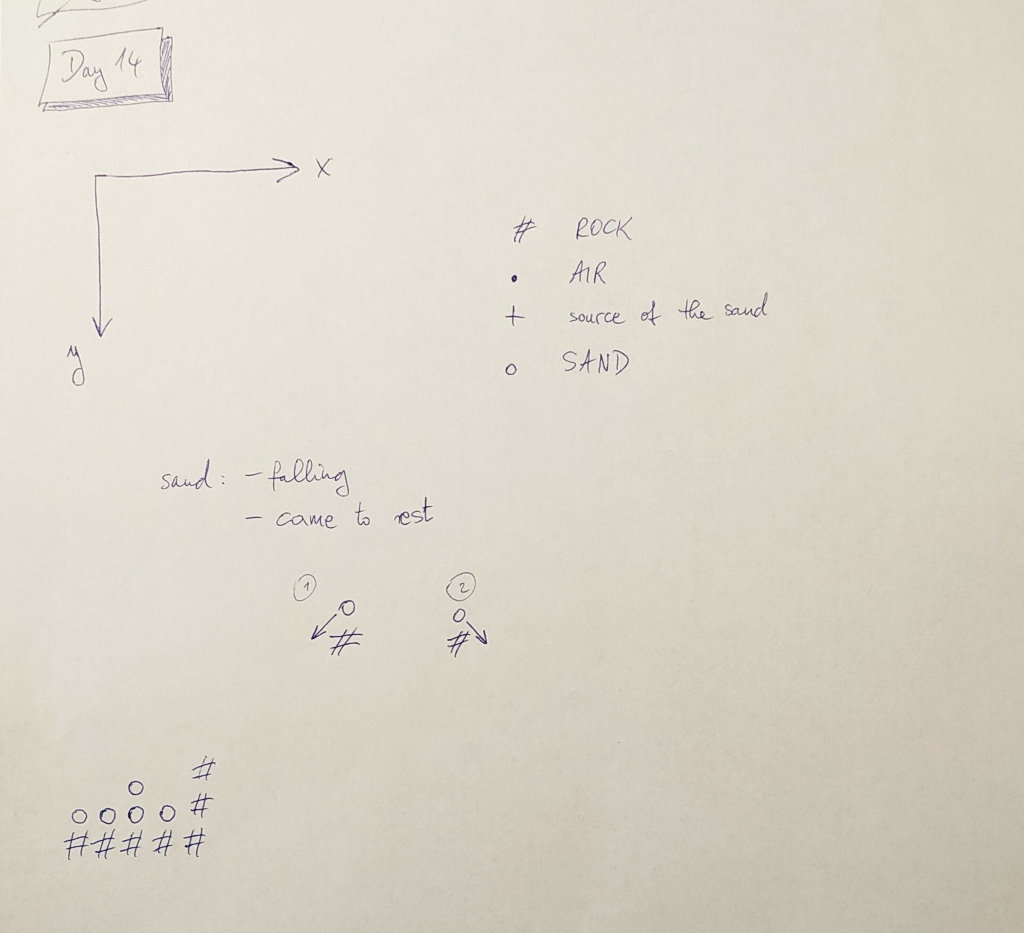 Day 14
x
y
# ROCK
• AIR
+ source of the sand
o SAND
sand: - falling
- came to rest
1 2
o o
# #
#
o #
o o o o #
# # # # #